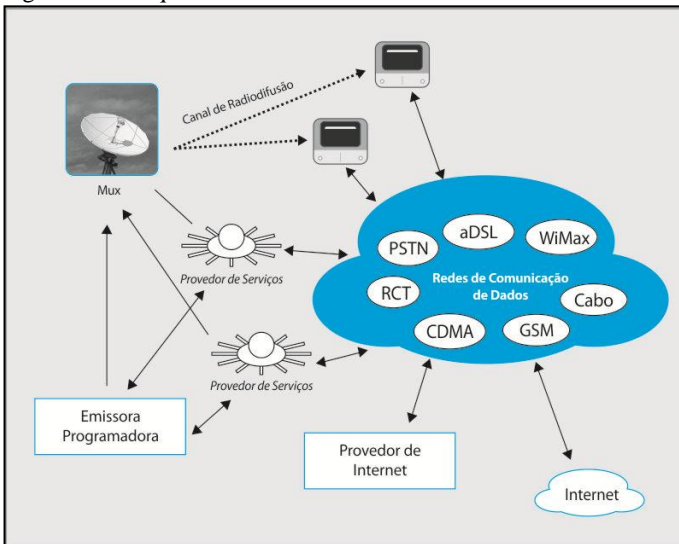 Canal de Radiodifusão
Mux
Provedor de Serviços
PSTN
aDSL
WiMax
RCT
Redes de Comunicação
de Dados
Cabo
CDMA
GSM
Provedor de Serviços
Emissora
Programadora
Provedor de
Internet
Internet